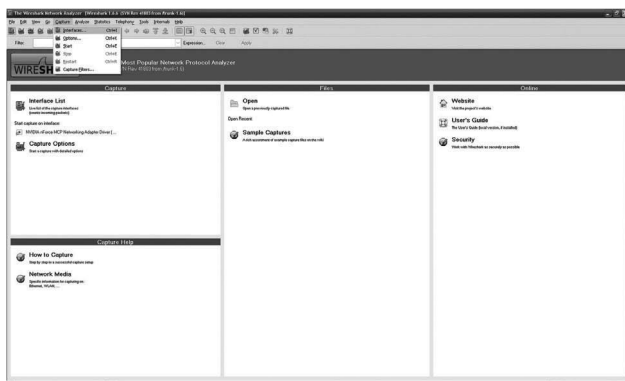 The Wireshark Network Analyzer [Wireshark 1.6.6 (SVN Rev 41803 from /trunk-1.6)]
File Edit View Go Capture Analyze Statistics Telephony Tools Internals Help
Interfaces... Ctrl+I
Options... Ctrl+K
Start Ctrl+E
Stop Ctrl+E
Restart Ctrl+R
Capture Filters...
Filter: Expression... Clear Apply
WIRESH
Most Popular Network Protocol Analyzer
Capture
Interface List
Live list of the capture interfaces
(counts incoming packets)
Start capture on interface:
NVIDIA nForce MCP Networking Adapter Driver
Capture Options
Start a capture with detailed options
Capture Help
How to Capture
Step by step to a successful capture setup
Network Media
Specific information for capturing on:
Ethernet, WLAN, ...
Files
Open
Open a previously captured file
Open Recent:
Sample Captures
A rich assortment of example capture files on the wiki
Online
Website
Visit the project's website
User's Guide
The User's Guide (local version, if installed)
Security
Work with Wireshark as securely as possible